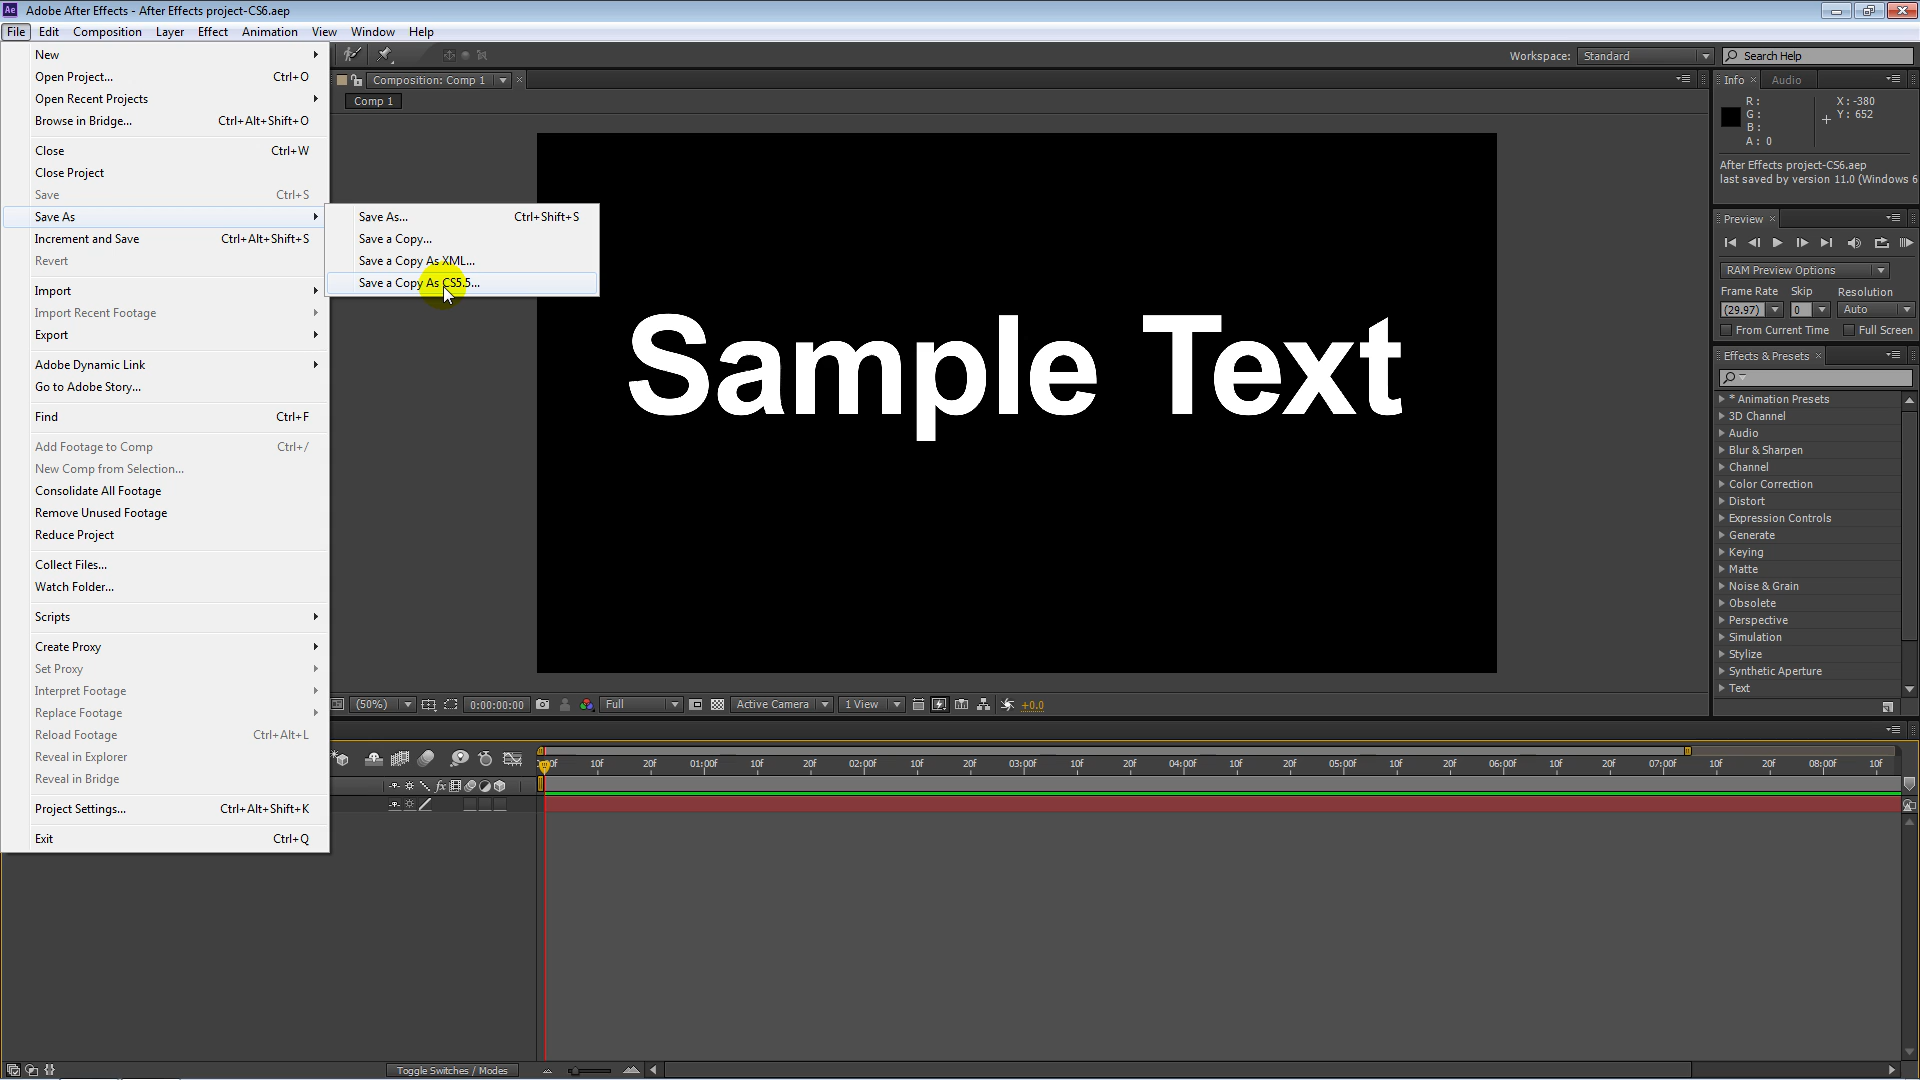 Ae Adobe After Effects - After Effects project-CS6.aep
File Edit Composition Layer Effect Animation View Window Help
New
Open Project... Ctrl+O
Open Recent Projects
Browse in Bridge... Ctrl+Alt+Shift+O
Close Ctrl+W
Close Project
Save Ctrl+S
Save As
Increment and Save Ctrl+Alt+Shift+S
Revert
Import
Import Recent Footage
Export
Adobe Dynamic Link
Go to Adobe Story...
Find Ctrl+F
Add Footage to Comp Ctrl+/
New Comp from Selection...
Consolidate All Footage
Remove Unused Footage
Reduce Project
Collect Files...
Watch Folder...
Scripts
Create Proxy
Set Proxy
Interpret Footage
Replace Footage
Reload Footage Ctrl+Alt+L
Reveal in Explorer
Reveal in Bridge
Project Settings... Ctrl+Alt+Shift+K
Exit Ctrl+Q
Save As... Ctrl+Shift+S
Save a Copy...
Save a Copy As XML...
Save a Copy As CS5.5...
Workspace: Standard Search Help
Composition: Comp 1
Comp 1
Sample Text
(50%) 0:00:00:00 Full Active Camera 1 View +0.0
Info Audio
R :
G :
B :
A : 0
X : -380
Y : 652
After Effects project-CS6.aep
last saved by version 11.0 (Windows 6
Preview
RAM Preview Options
Frame Rate Skip Resolution
(29.97) 0 Auto
From Current Time Full Screen
Effects & Presets
* Animation Presets
3D Channel
Audio
Blur & Sharpen
Channel
Color Correction
Distort
Expression Controls
Generate
Keying
Matte
Noise & Grain
Obsolete
Perspective
Simulation
Stylize
Synthetic Aperture
Text
10f 20f 01:00f 10f 20f 02:00f 10f 20f 03:00f 10f 20f 04:00f 10f 20f 05:00f 10f 20f 06:00f 10f 20f 07:00f 10f 20f 08:00f 10f
fx
Toggle Switches / Modes